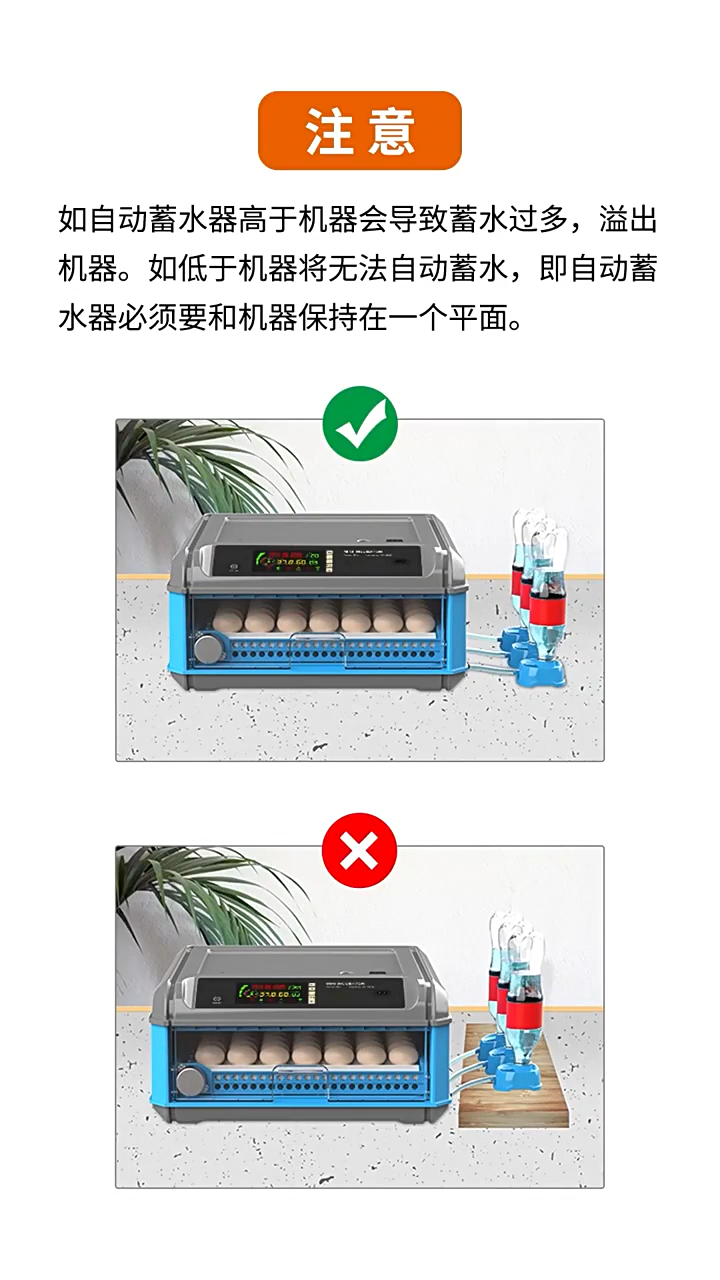 注意
如自动蓄水器高于机器会导致蓄水过多，溢出
机器。如低于机器将无法自动蓄水，即自动蓄
水器必须要和机器保持在一个平面。